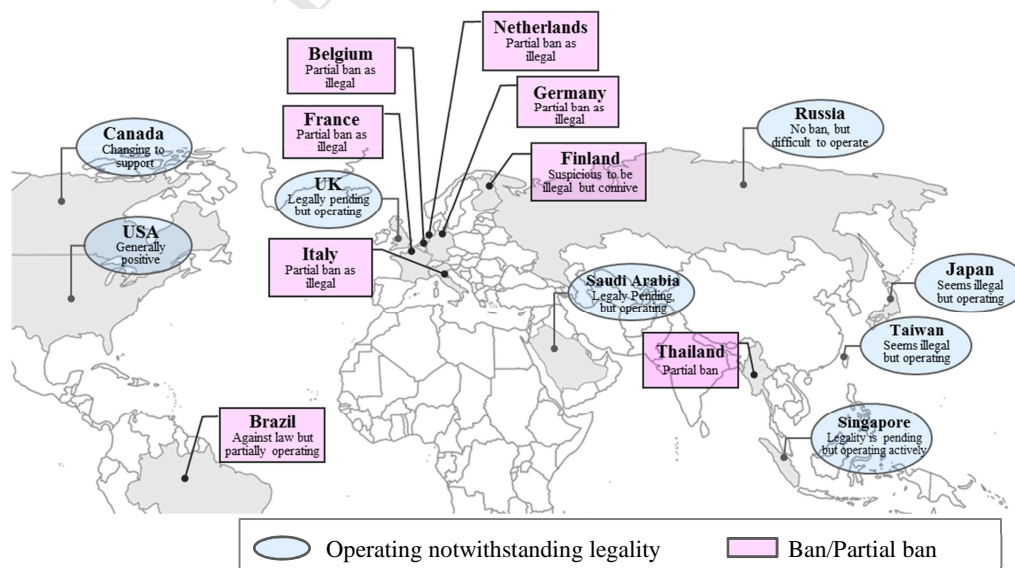 Netherlands
Partial ban as
illegal
Belgium
Partial ban as
illegal
Germany
Partial ban as
illegal
France
Partial ban as
illegal
Russia
No ban, but
difficult to operate
Canada
Changing to
support
Finland
Suspicious to be
illegal but connive
UK
Legally pending
but operating
USA
Generally
positive
Italy
Partial ban as
illegal
Saudi Arabia
Legaly Pending,
but operating
Japan
Seems illegal
but operating
Taiwan
Seems illegal
but operating
Thailand
Partial ban
Brazil
Against law but
partially operating
Singapore
Legality is pending
but operating actively
Operating notwithstanding legality
Ban/Partial ban